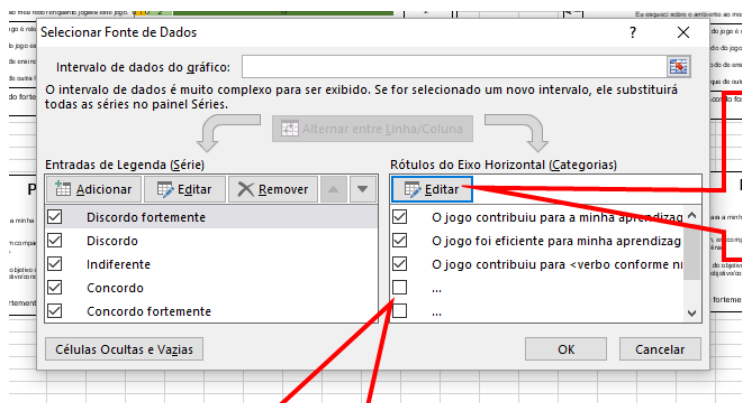 Eu esqueci sobre o
Selecionar Fonte de Dados
?
Intervalo de dados do gráfico:
O intervalo de dados é muito complexo para ser exibido. Se for selecionado um novo intervalo, ele substituirá
todas as séries no painel Séries.
Alternar entre Linha/Coluna
Entradas de Legenda (Série)
Rótulos do Eixo Horizontal (Categorias)
Adicionar
Editar
Remover
Editar
Discordo fortemente
O jogo contribuiu para a minha aprendizag
Discordo
O jogo foi eficiente para minha aprendizag
Indiferente
O jogo contribuiu para <verbo conforme
Concordo
...
Concordo fortemente
...
Células Ocultas e Vazias
OK
Cancelar